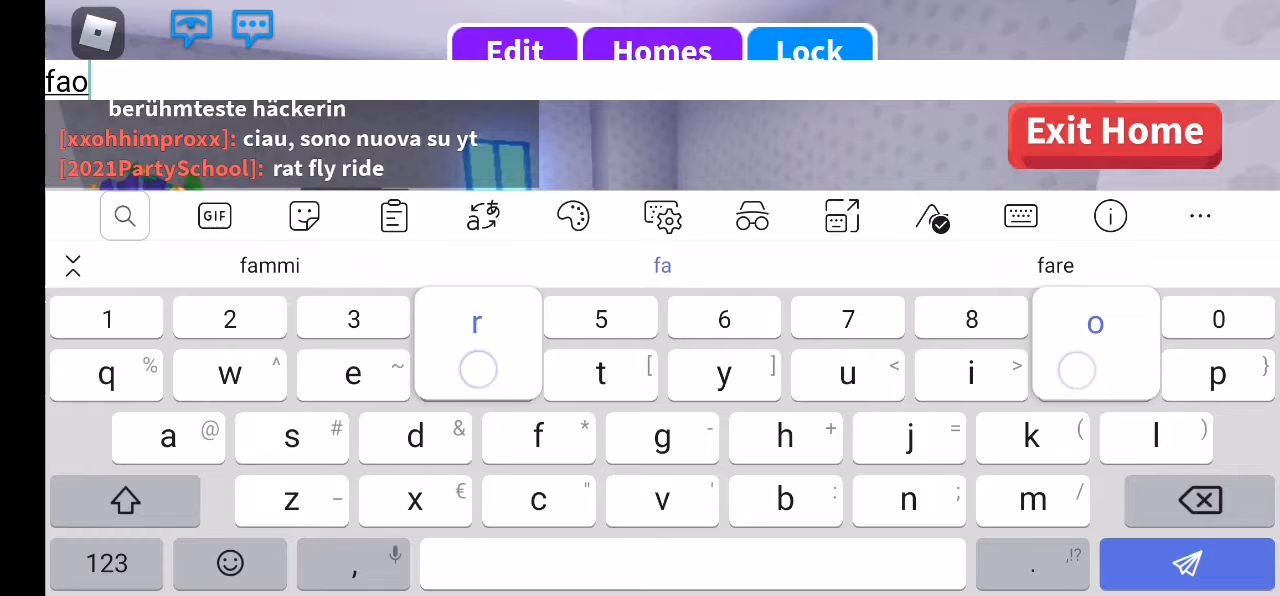 Edit Homes Lock
fao
berühmteste häckerin
[xxohhimproxx]: ciau, sono nuova su yt
[2021PartySchool]: rat fly ride
Exit Home
GIF
a あ
fammi fa fare
1 2 3 r 5 6 7 8 o 0
q % w ^ e ~ t [ y ] u < i > p }
a @ s # d & f * g - h + j = k ( l )
z _ x € c " v ' b : n ; m /
123 , . ,!?